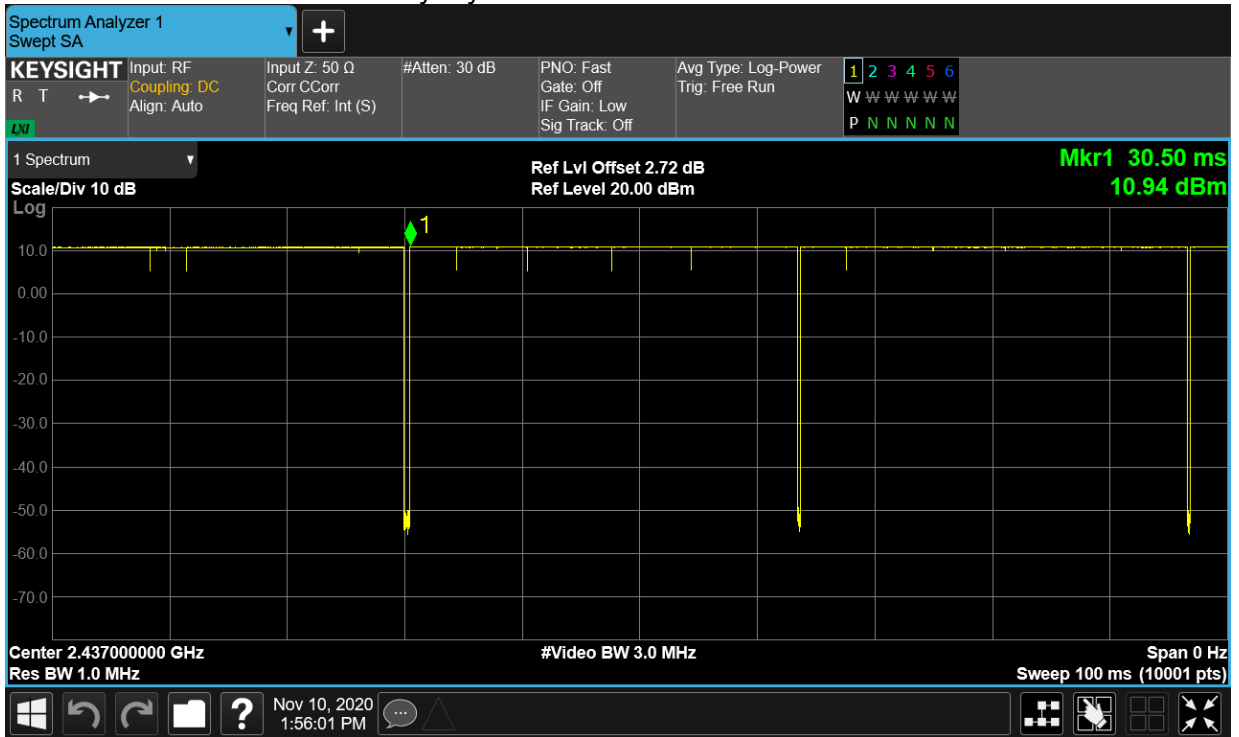 Spectrum Analyzer 1
Swept SA
+
KEYSIGHT Input: RF Input Z: 50 Ω #Atten: 30 dB PNO: Fast Avg Type: Log-Power 1 2 3 4 5 6
R T Coupling: DC Corr CCorr Gate: Off Trig: Free Run W W W W W W
Align: Auto Freq Ref: Int (S) IF Gain: Low
LXI Sig Track: Off P N N N N N
1 Spectrum Ref Lvl Offset 2.72 dB Mkr1 30.50 ms
Scale/Div 10 dB Ref Level 20.00 dBm 10.94 dBm
Log
1
10.0
0.00
-10.0
-20.0
-30.0
-40.0
-50.0
-60.0
-70.0
Center 2.437000000 GHz #Video BW 3.0 MHz Span 0 Hz
Res BW 1.0 MHz Sweep 100 ms (10001 pts)
? Nov 10, 2020
1:56:01 PM